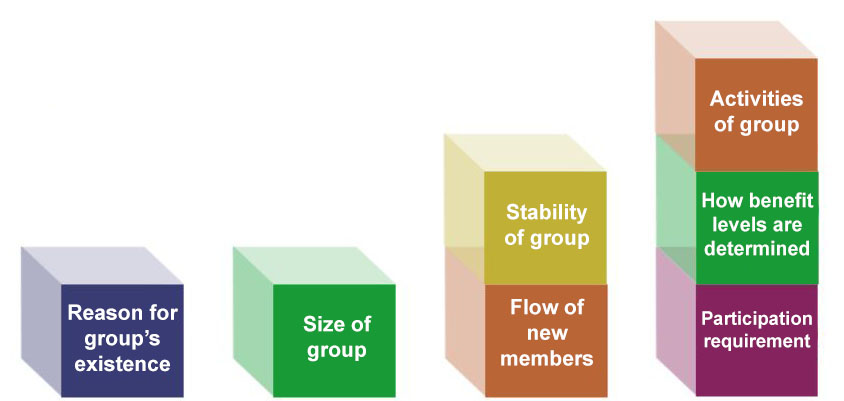 Reason for
group's
existence
Size of
group
Stability
of group
Flow of
new
members
Activities
of group
How benefit
levels are
determined
Participation
requirement